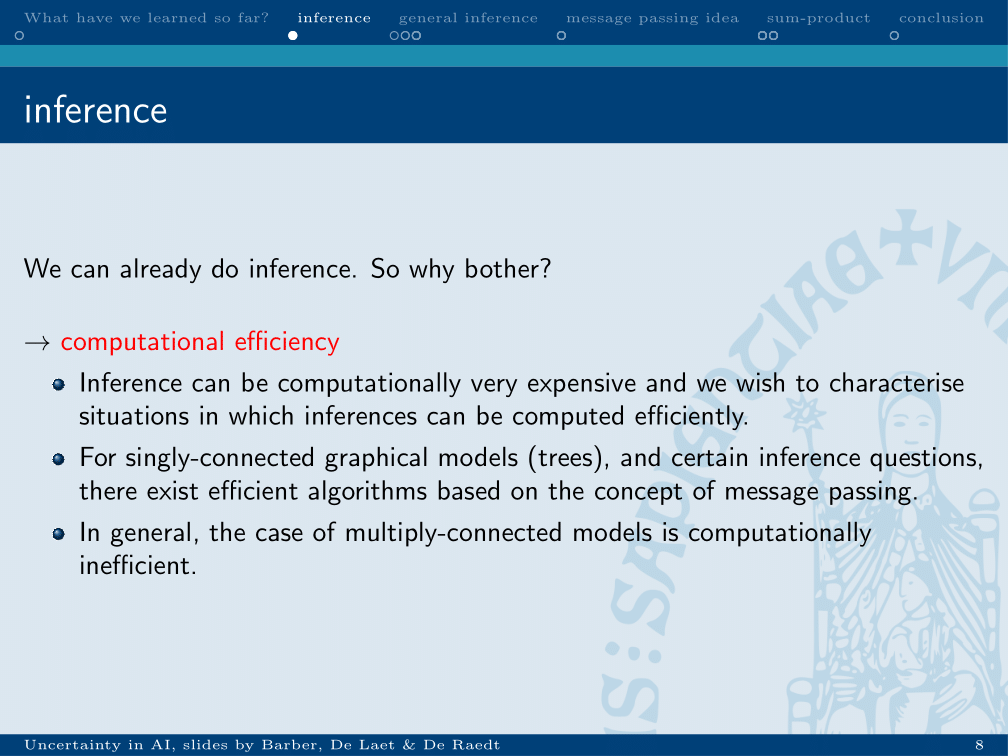 What have we learned so far? inference general inference message passing idea sum-product conclusion
inference
We can already do inference. So why bother?
→ computational efficiency
Inference can be computationally very expensive and we wish to characterise
situations in which inferences can be computed efficiently.
For singly-connected graphical models (trees), and certain inference questions,
there exist efficient algorithms based on the concept of message passing.
In general, the case of multiply-connected models is computationally
inefficient.
Uncertainty in AI, slides by Barber, De Laet & De Raedt 8